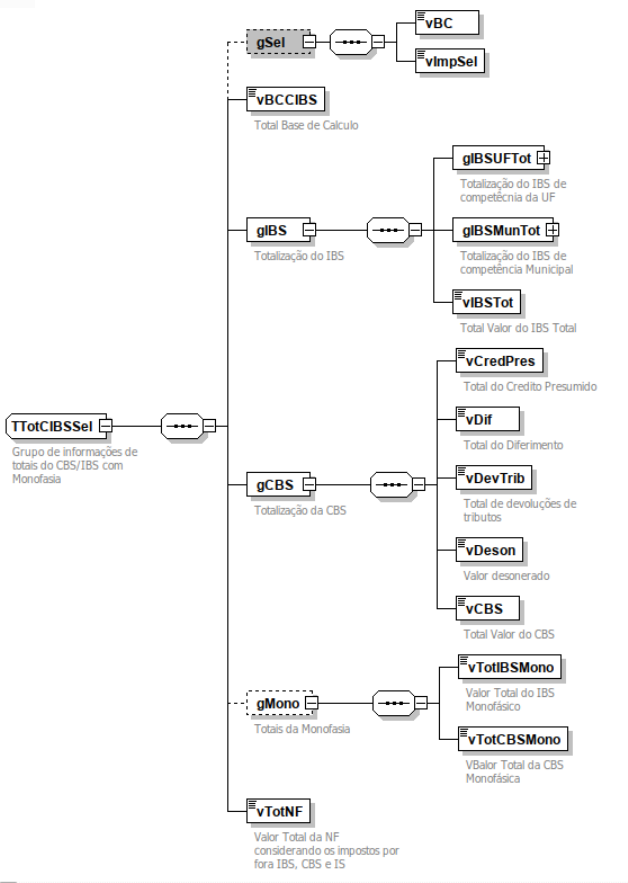 gSel
vBC
vImpSel
vBCCIBS
Total Base de Calculo
gIBS
Totalização do IBS
gIBSUFTot
Totalização do IBS de
competêcnia da UF
gIBSMunTot
Totalização do IBS de
competência Municipal
vIBSTot
Total Valor do IBS Total
TTotCIBSSel
Grupo de informações de
totais do CBS/IBS com
Monofasia
gCBS
Totalização da CBS
vCredPres
Total do Credito Presumido
vDif
Total do Diferimento
vDevTrib
Total de devoluções de
tributos
vDeson
Valor desonerado
vCBS
Total Valor do CBS
gMono
Totais da Monofasia
vTotIBSMono
Valor Total do IBS
Monofásico
vTotCBSMono
VBalor Total da CBS
Monofásica
vTotNF
Valor Total da NF
considerando os impostos por
fora IBS, CBS e IS